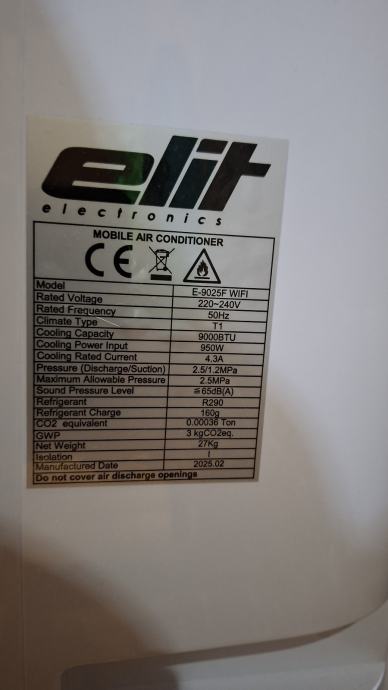 elit
electronics
MOBILE AIR CONDITIONER
CE
Model E-9025F WIFI
Rated Voltage 220~240V
Rated Frequency 50Hz
Climate Type T1
Cooling Capacity 9000BTU
Cooling Power Input 950W
Cooling Rated Current 4.3A
Pressure (Discharge/Suction) 2.5/1.2MPa
Maximum Allowable Pressure 2.5MPa
Sound Pressure Level ≦65dB(A)
Refrigerant R290
Refrigerant Charge 160g
CO2 equivalent 0.00036 Ton
GWP 3 kgCO2eq.
Net Weight 27Kg
Isolation I
Manufactured Date 2025.02
Do not cover air discharge openings